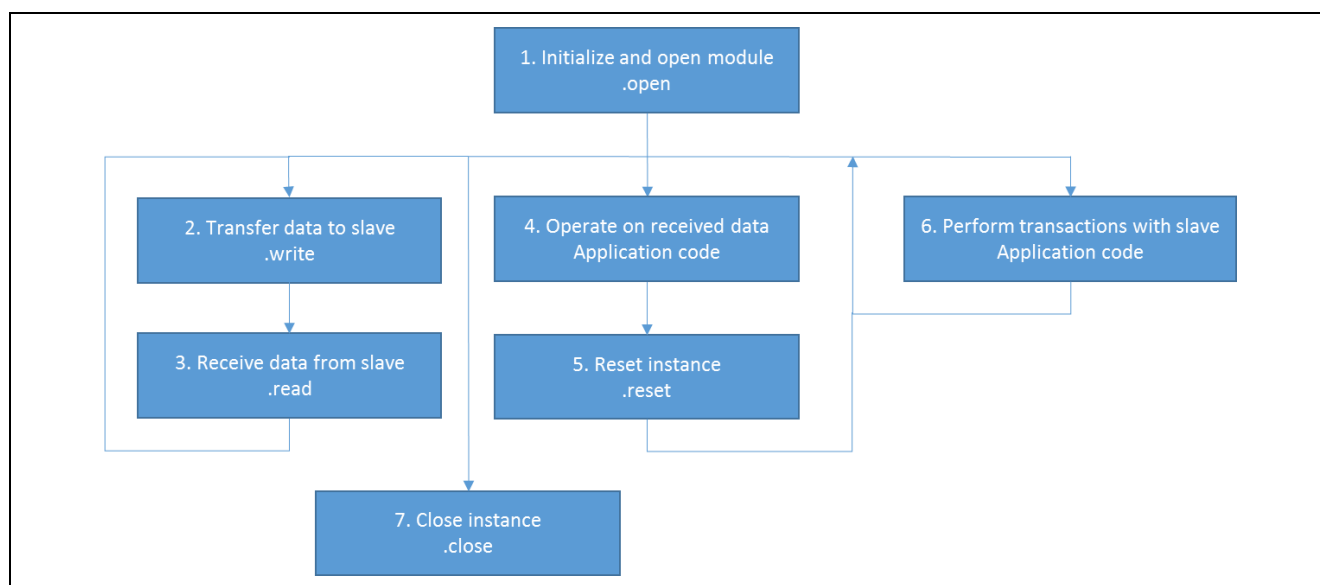 1. Initialize and open module
.open
2. Transfer data to slave
.write
4. Operate on received data
Application code
6. Perform transactions with slave
Application code
3. Receive data from slave
.read
5. Reset instance
.reset
7. Close instance
.close